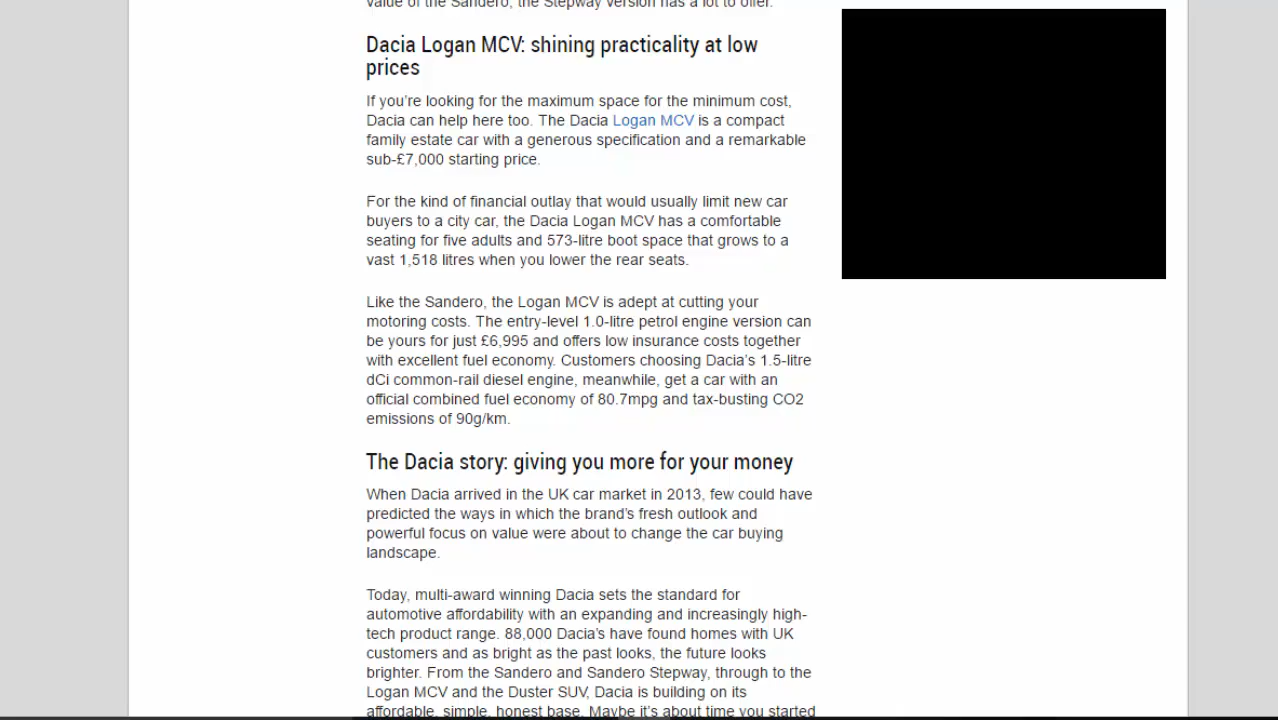 value of the Sandero, the Stepway version has a lot to offer.
Dacia Logan MCV: shining practicality at low
prices
If you're looking for the maximum space for the minimum cost,
Dacia can help here too. The Dacia Logan MCV is a compact
family estate car with a generous specification and a remarkable
sub-£7,000 starting price.
For the kind of financial outlay that would usually limit new car
buyers to a city car, the Dacia Logan MCV has a comfortable
seating for five adults and 573-litre boot space that grows to a
vast 1,518 litres when you lower the rear seats.
Like the Sandero, the Logan MCV is adept at cutting your
motoring costs. The entry-level 1.0-litre petrol engine version can
be yours for just £6,995 and offers low insurance costs together
with excellent fuel economy. Customers choosing Dacia's 1.5-litre
dCi common-rail diesel engine, meanwhile, get a car with an
official combined fuel economy of 80.7mpg and tax-busting CO2
emissions of 90g/km.
The Dacia story: giving you more for your money
When Dacia arrived in the UK car market in 2013, few could have
predicted the ways in which the brand's fresh outlook and
powerful focus on value were about to change the car buying
landscape.
Today, multi-award winning Dacia sets the standard for
automotive affordability with an expanding and increasingly high-
tech product range. 88,000 Dacia's have found homes with UK
customers and as bright as the past looks, the future looks
brighter. From the Sandero and Sandero Stepway, through to the
Logan MCV and the Duster SUV, Dacia is building on its
affordable, simple, honest base. Maybe it's about time you started